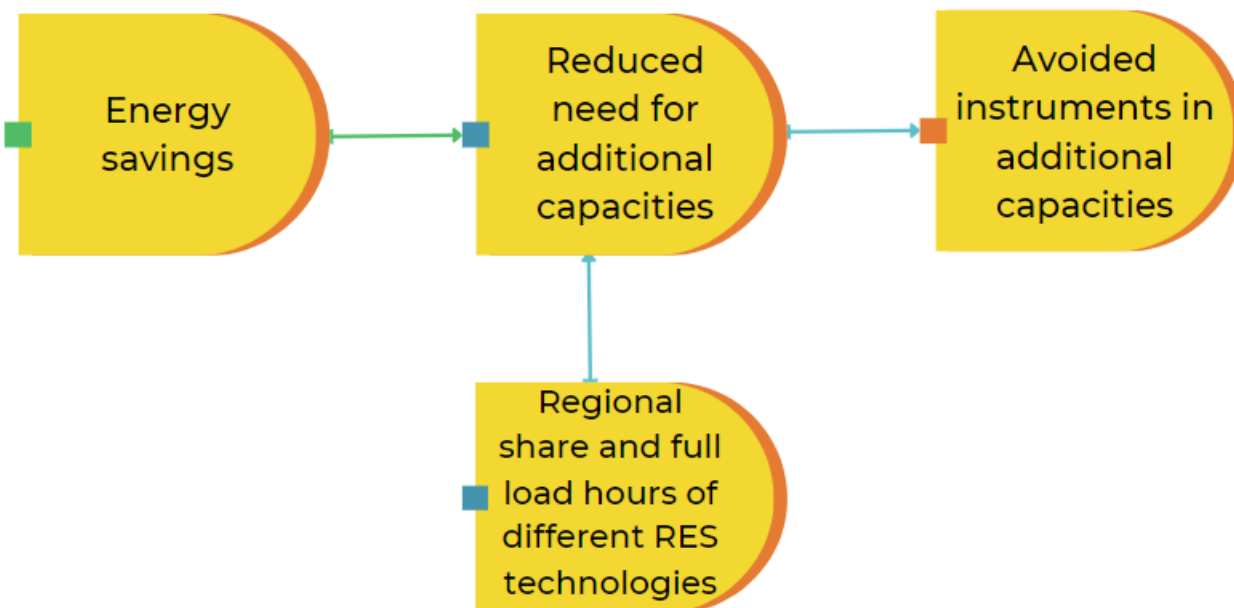 Energy
savings
Reduced
need for
additional
capacities
Avoided
instruments in
additional
capacities
Regional
share and full
load hours of
different RES
technologies